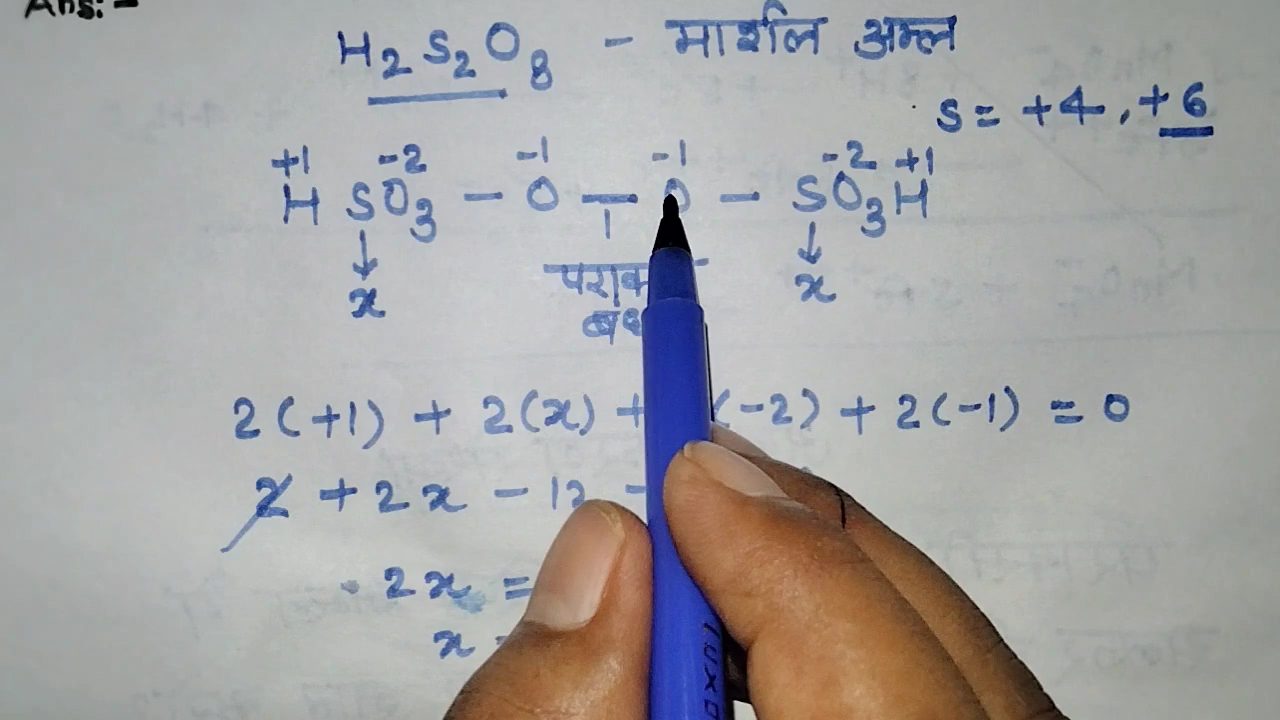 Ans:-
H₂S₂O₈ - मार्शल अम्ल
S = +4, +6
+1 -2 -1 -1 -2 +1
H SO₃ - O - O - SO₃H
↓ ↓
x x
2(+1) + 2(x) + (-2) + 2(-1) = 0
2 + 2x - 12 -
2x =
x
LUXO